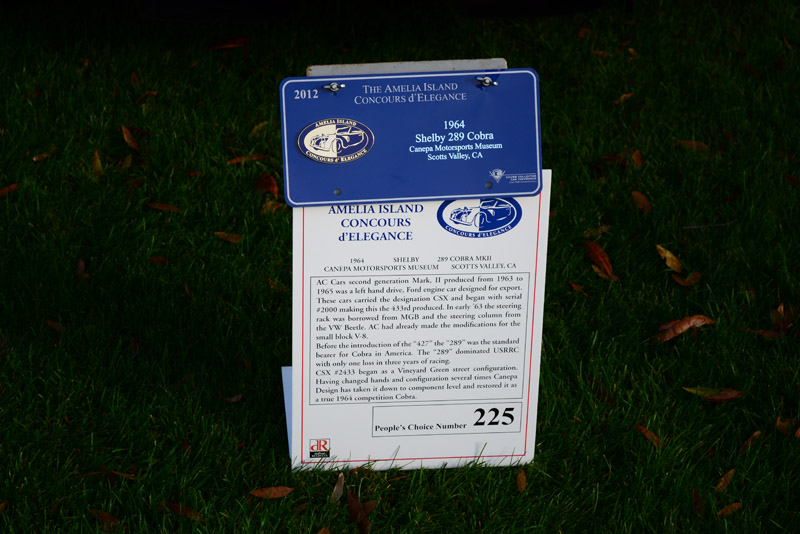 2012
THE AMELIA ISLAND
CONCOURS d'ELEGANCE
AMELIA ISLAND
CONCOURS d'ELEGANCE
1964
Shelby 289 Cobra
Canepa Motorsports Museum
Scotts Valley, CA
AMELIA ISLAND
CONCOURS
d'ELEGANCE
CONCOURS d'ELEGANCE
1964 SHELBY 289 COBRA MKII
CANEPA MOTORSPORTS MUSEUM SCOTTS VALLEY, CA
AC Cars second generation Mark, II produced from 1963 to
1965 was a left hand drive, Ford engine car designed for export.
These cars carried the designation CSX and began with serial
#2000 making this the 433rd produced. In early '63 the steering
rack was borrowed from MGB and the steering column from
the VW Beetle. AC had already made the modifications for the
small block V-8.
Before the introduction of the "427" the "289" was the standard
bearer for Cobra in America. The "289" dominated USRRC
with only one loss in three years of racing.
CSX #2433 began as a Vineyard Green street configuration.
Having changed hands and configuration several times Canepa
Design has taken it down to component level and restored it as
a true 1964 competition Cobra.
People's Choice Number 225